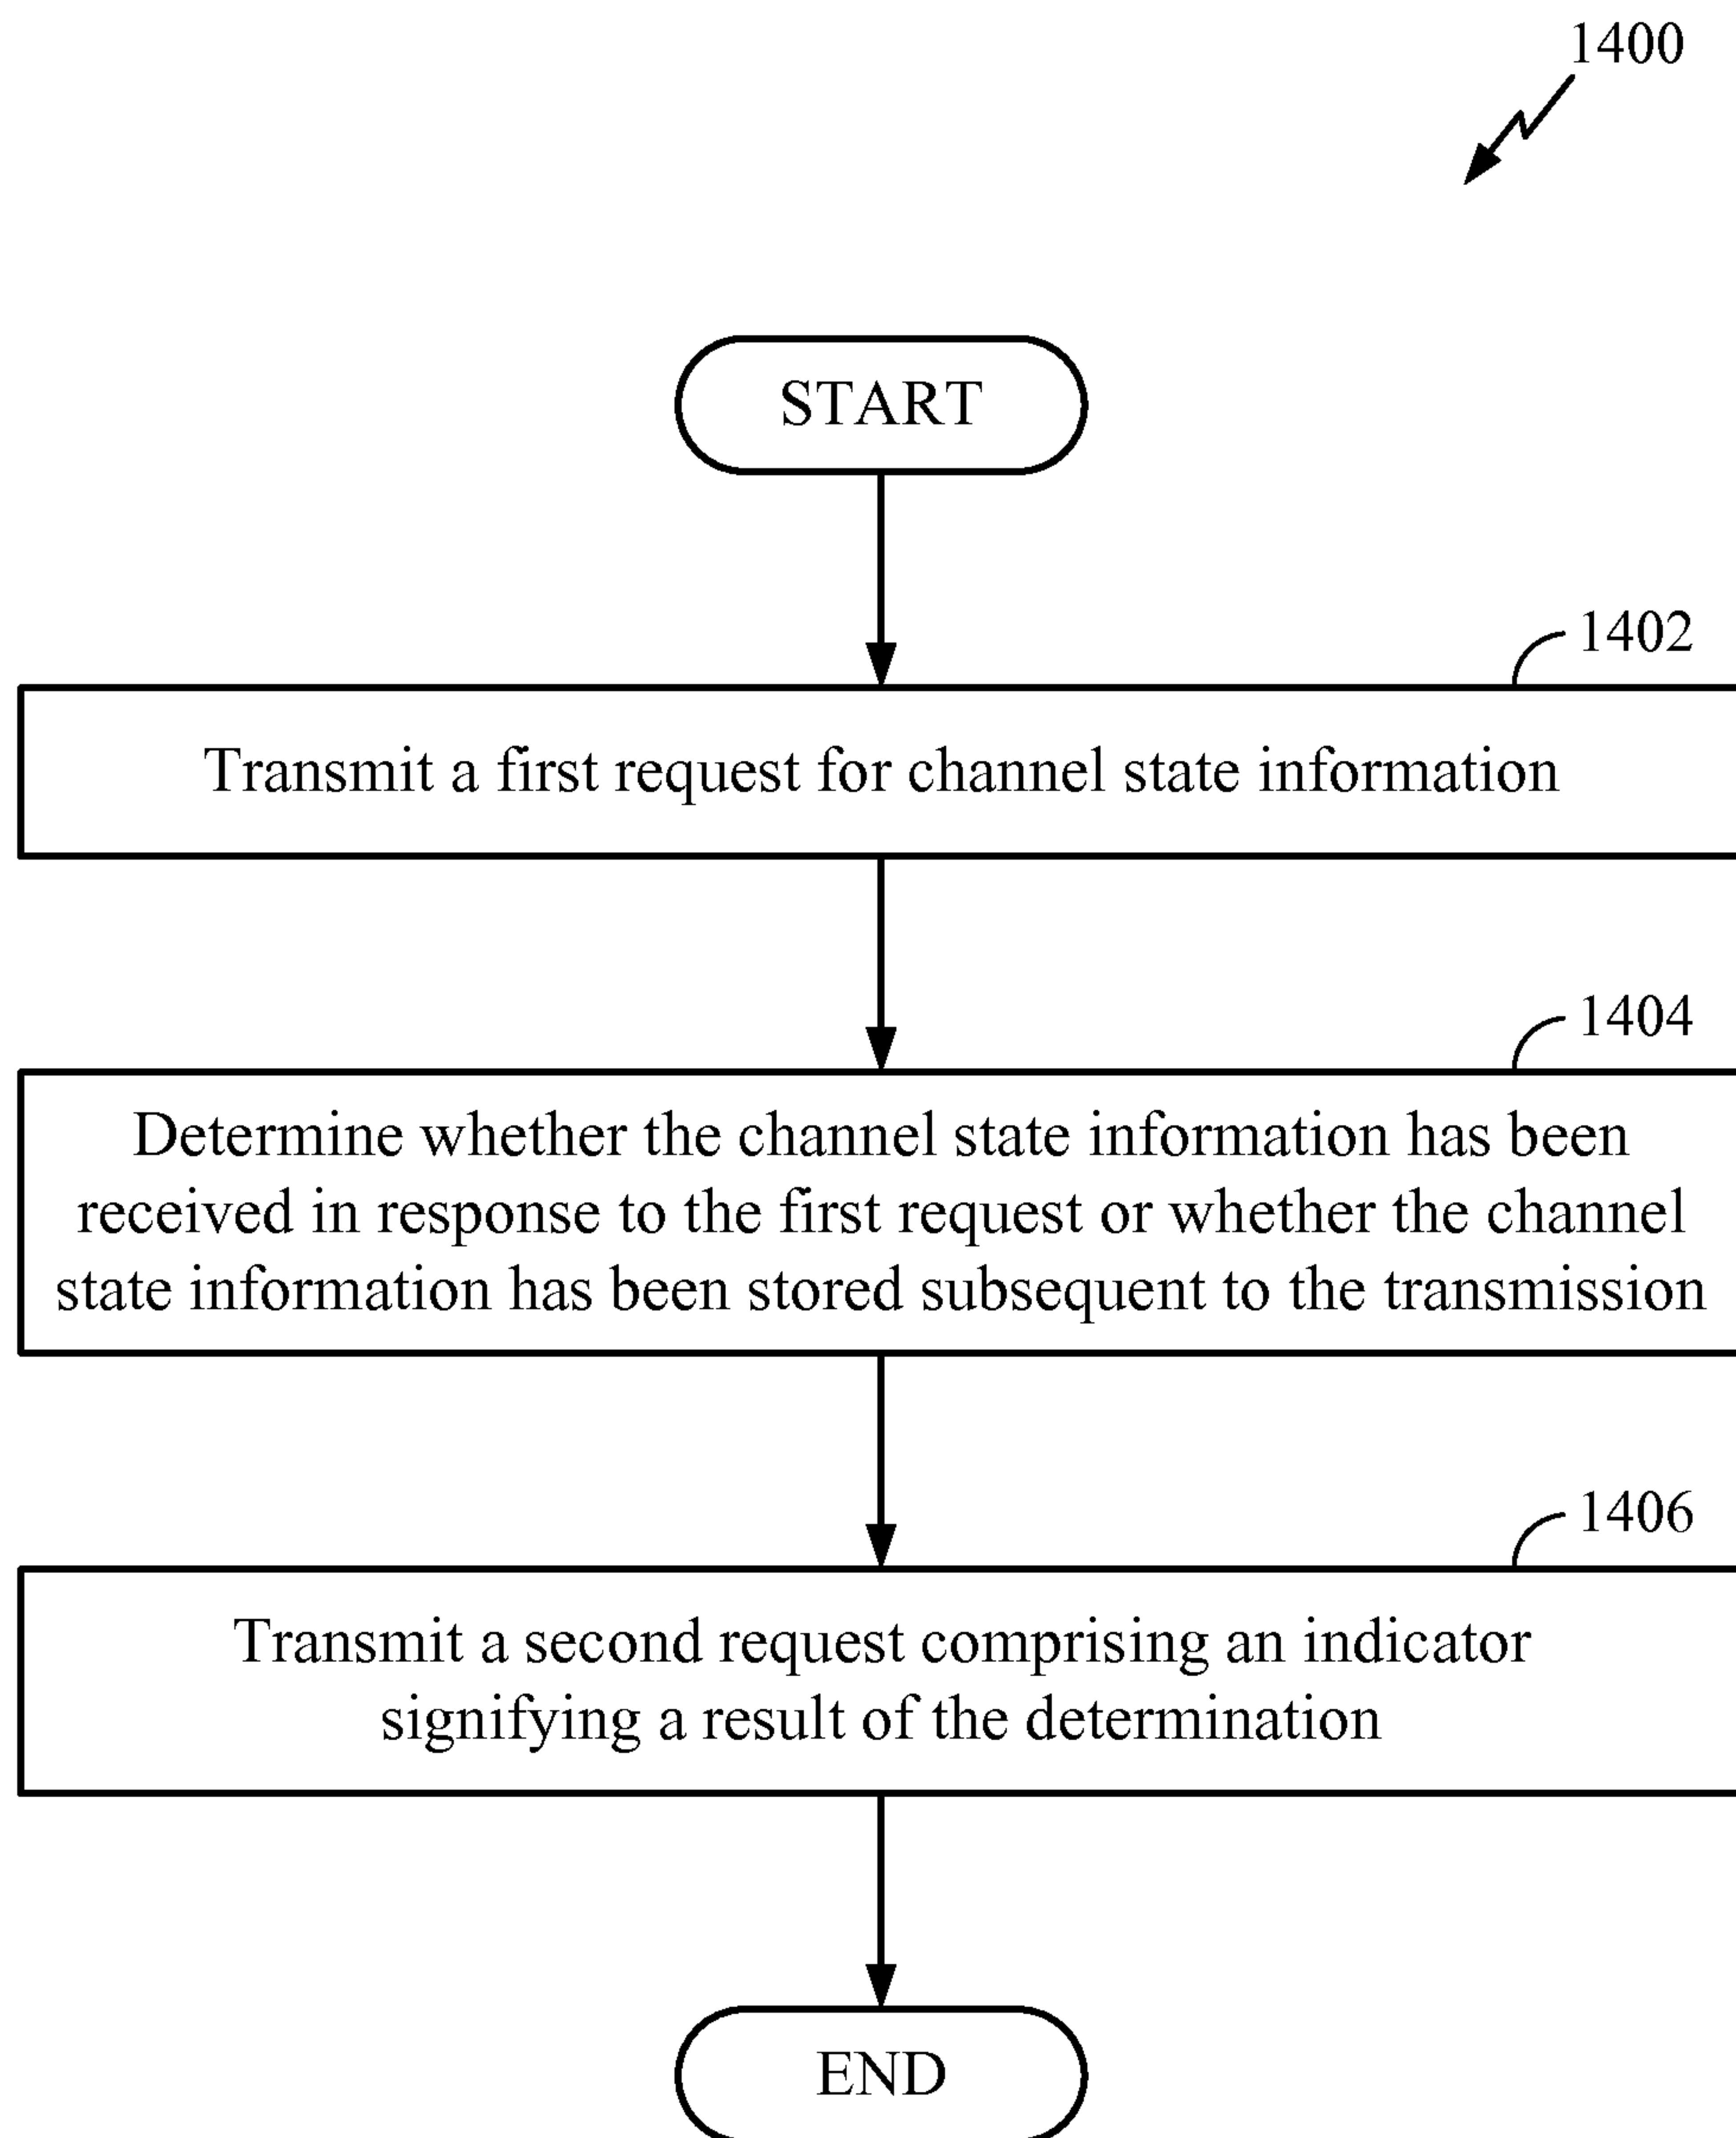 1400
START
1402
Transmit a first request for channel state information
1404
Determine whether the channel state information has been
received in response to the first request or whether the channel
state information has been stored subsequent to the transmission
1406
Transmit a second request comprising an indicator
signifying a result of the determination
END